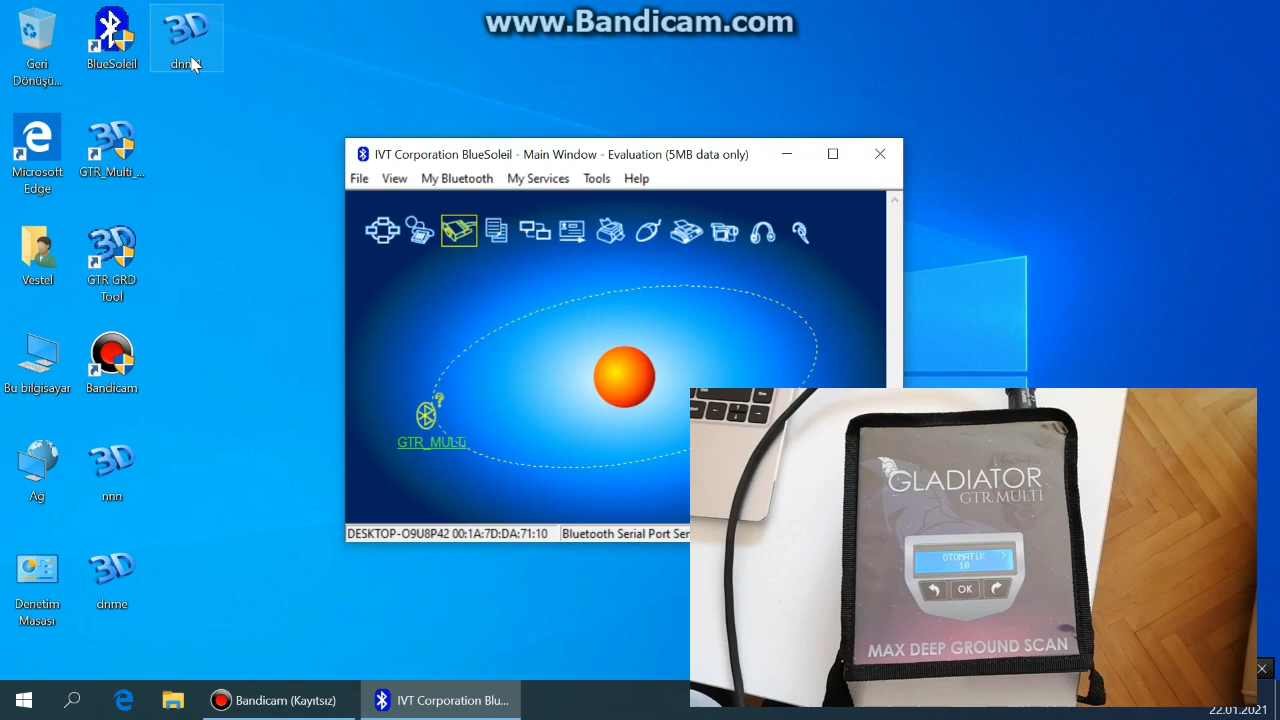 www.Bandicam.com
Geri
Dönüşü...
BlueSoleil
Microsoft
Edge
GTR_Multi_...
Vestel
GTR GRD
Tool
Bu bilgisayar
Bandicam
Ağ
nnn
Denetim
Masası
dnme
IVT Corporation BlueSoleil - Main Window - Evaluation (5MB data only)
File View My Bluetooth My Services Tools Help
GTR_MULTi
DESKTOP-O9U8P42 00:1A:7D:DA:71:10
Bluetooth Serial Port Ser
GLADIATOR
GTR MULTI
OTOMATiK
10
OK
MAX DEEP GROUND SCAN
Bandicam (Kayıtsız)
IVT Corporation Blu...
22.01.2021